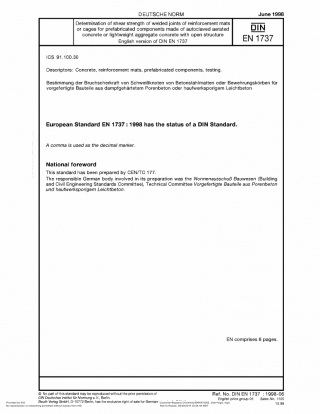 DEUTSCHE NORM
June 1998
Determination of shear strength of welded joints of reinforcement mats
or cages for prefabricated components made of autoclaved aerated
concrete or lightweight aggregate concrete with open structure
English version of DIN EN 1737
DIN
EN 1737
ICS 91.100.30
Descriptors: Concrete, reinforcement mats, prefabricated components, testing.
Bestimmung der Bruchscherkraft von Schweißknoten von Betonstahlmatten oder Bewehrungskörben für
vorgefertigte Bauteile aus dampfgehärtetem Porenbeton oder haufwerksporigem Leichtbeton
European Standard EN 1737 : 1998 has the status of a DIN Standard.
A comma is used as the decimal marker.
National foreword
This standard has been prepared by CEN/TC 177.
The responsible German body involved in its preparation was the Normenausschuß Bauwesen (Building
and Civil Engineering Standards Committee), Technical Committee Vorgefertigte Bauteile aus Porenbeton
und haufwerksporigem Leichtbeton.
EN comprises 8 pages.
© No part of this standard may be reproduced without the prior permission of
DIN Deutsches Institut für Normung e. V., Berlin.
Beuth Verlag GmbH, D-10772 Berlin, has the exclusive right of sale for German
Ref. No. DIN EN 1737 : 1998-06
English price group 06